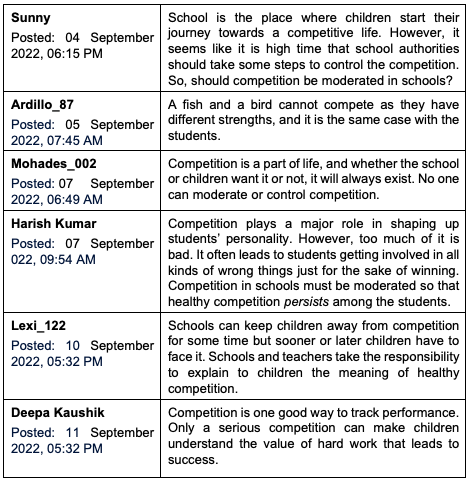 Sunny
Posted: 04 September
2022, 06:15 PM
School is the place where children start their
journey towards a competitive life. However, it
seems like it is high time that school authorities
should take some steps to control the competition.
So, should competition be moderated in schools?
Ardillo_87
Posted: 05 September
2022, 07:45 AM
A fish and a bird cannot compete as they have
different strengths, and it is the same case with the
students.
Mohades_002
Posted: 07 September
2022, 06:49 AM
Competition is a part of life, and whether the school
or children want it or not, it will always exist. No one
can moderate or control competition.
Harish Kumar
Posted: 07 September
022, 09:54 AM
Competition plays a major role in shaping up
students' personality. However, too much of it is
bad. It often leads to students getting involved in all
kinds of wrong things just for the sake of winning.
Competition in schools must be moderated so that
healthy competition persists among the students.
Lexi_122
Posted: 10 September
2022, 05:32 PM
Schools can keep children away from competition
for some time but sooner or later children have to
face it. Schools and teachers take the responsibility
to explain to children the meaning of healthy
competition.
Deepa Kaushik
Posted: 11 September
2022, 05:32 PM
Competition is one good way to track performance.
Only a serious competition can make children
understand the value of hard work that leads to
success.